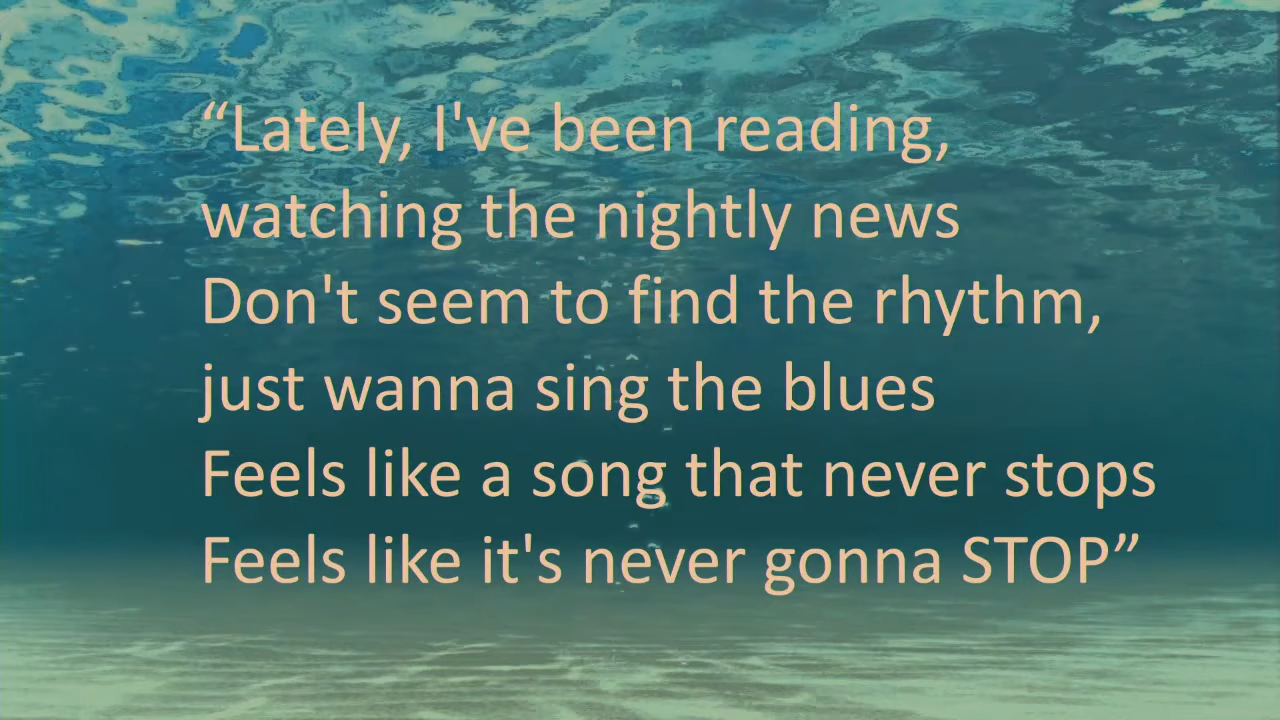 “Lately, I've been reading,
watching the nightly news
Don't seem to find the rhythm,
just wanna sing the blues
Feels like a song that never stops
Feels like it's never gonna STOP”